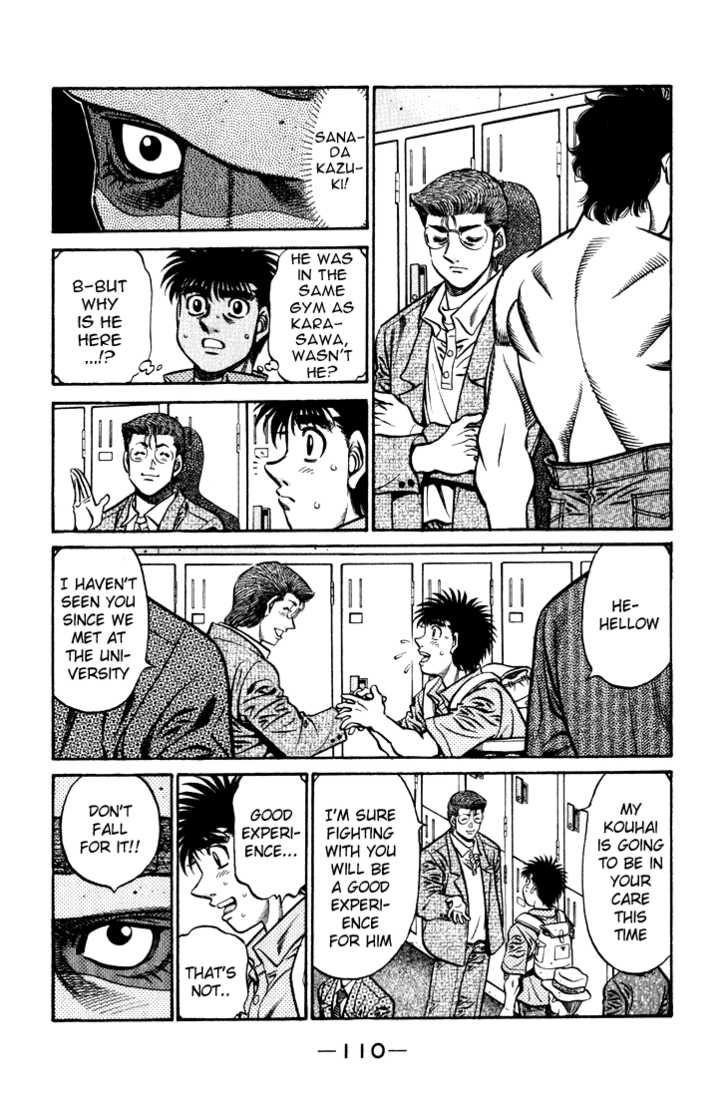 SANA-
DA
KAZU-
KI!
HE WAS
IN THE
SAME
GYM AS
KARA-
SAWA,
WASN'T
HE?
B-BUT
WHY
IS HE
HERE
...!?
HE-
HELLOW
I HAVEN'T
SEEN YOU
SINCE WE
MET AT
THE UNI-
VERSITY
MY
KOUHAI
IS GOING
TO BE IN
YOUR
CARE
THIS
TIME
I'M SURE
FIGHTING
WITH YOU
WILL BE
A GOOD
EXPERI-
ENCE
FOR HIM
GOOD
EXPERI-
ENCE...
THAT'S
NOT..
DON'T
FALL
FOR IT!!
—110—